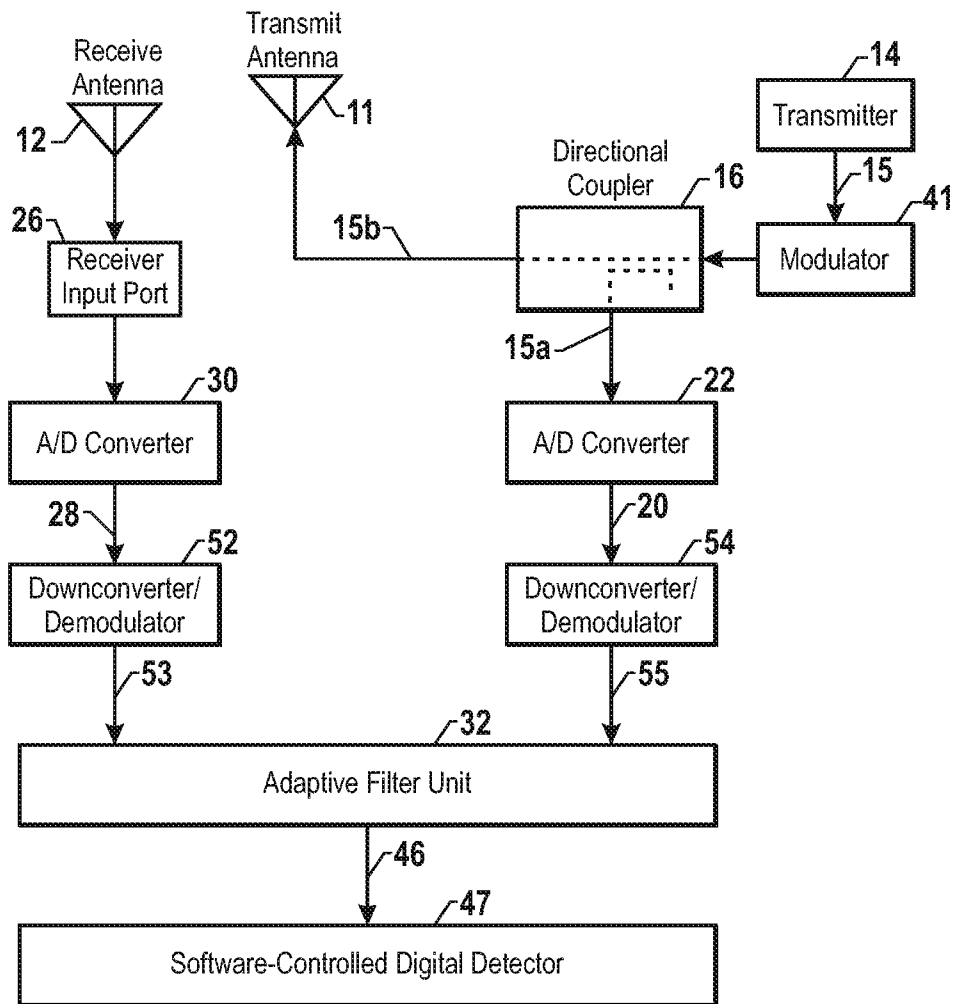 Transmit
Antenna
11
Receive
Antenna
12
14
Transmitter
15
Directional
Coupler
16
41
Modulator
15b
26
Receiver
Input Port
15a
30
A/D Converter
22
A/D Converter
28
20
52
Downconverter/
Demodulator
54
Downconverter/
Demodulator
53
55
32
Adaptive Filter Unit
46
47
Software-Controlled Digital Detector